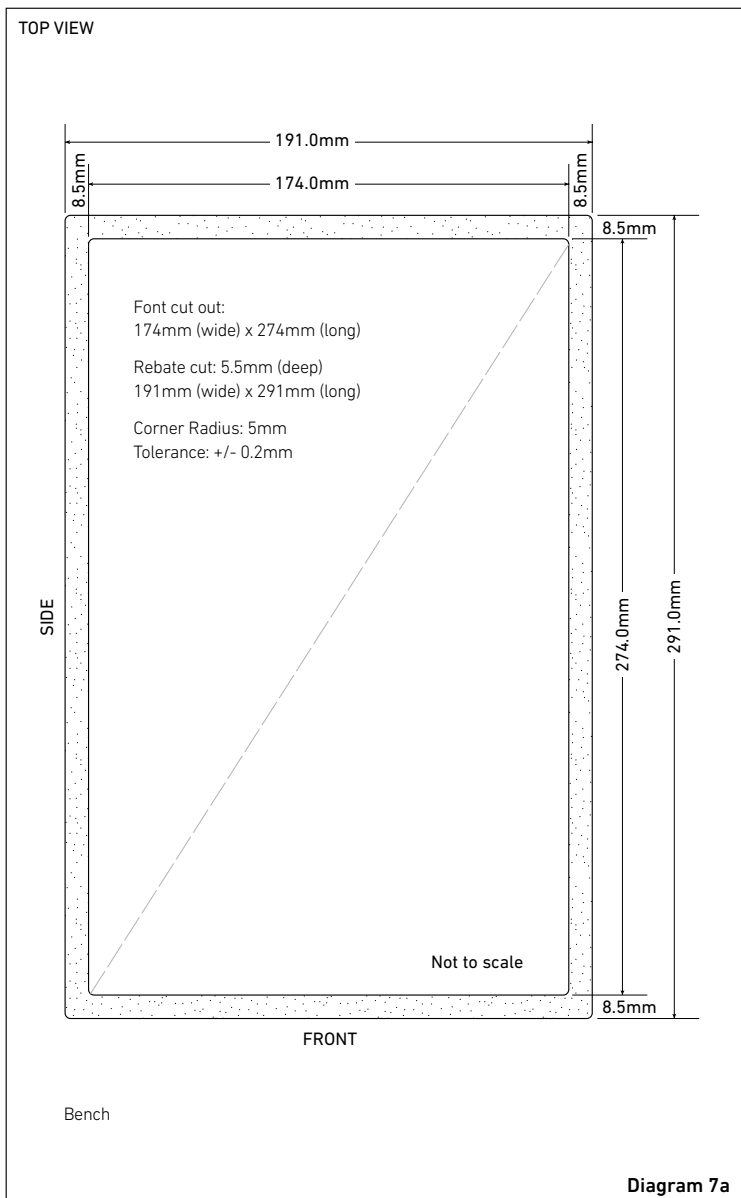 TOP VIEW
191.0mm
8.5mm
174.0mm
8.5mm
8.5mm
Font cut out:
174mm (wide) x 274mm (long)
Rebate cut: 5.5mm (deep)
191mm (wide) x 291mm (long)
Corner Radius: 5mm
Tolerance: +/- 0.2mm
SIDE
274.0mm
291.0mm
Not to scale
8.5mm
FRONT
Bench
Diagram 7a